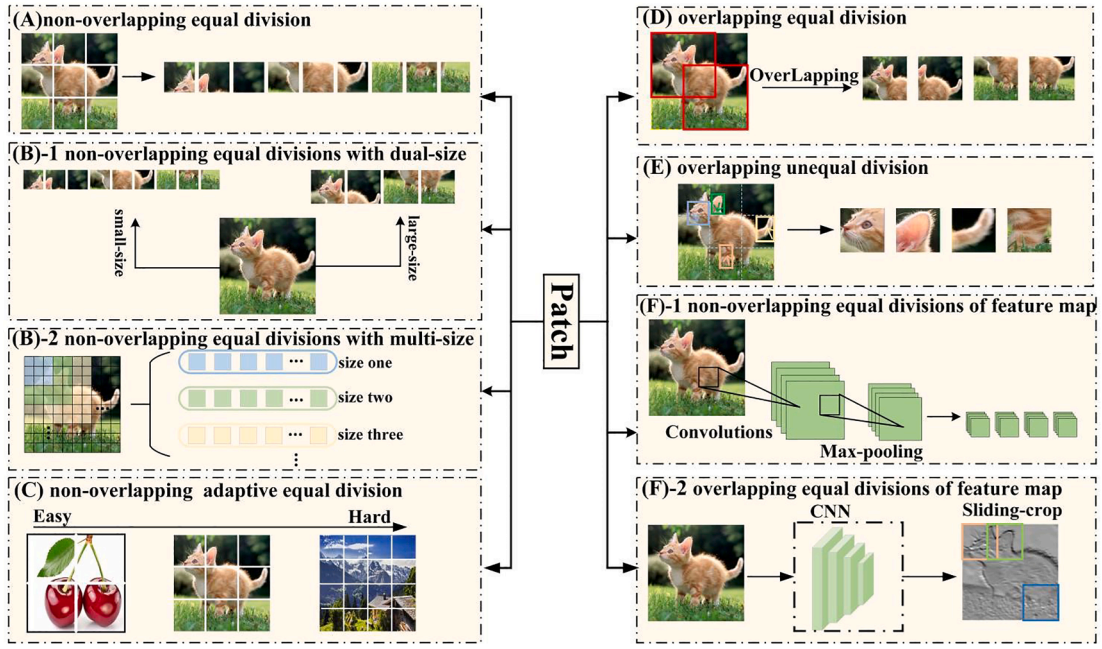 (A)non-overlapping equal division
(B)-1 non-overlapping equal divisions with dual-size
small-size
large-size
(B)-2 non-overlapping equal divisions with multi-size
size one
size two
size three
(C) non-overlapping adaptive equal division
Easy
Hard
Patch
(D) overlapping equal division
OverLapping
(E) overlapping unequal division
(F)-1 non-overlapping equal divisions of feature map
Convolutions
Max-pooling
(F)-2 overlapping equal divisions of feature map
CNN
Sliding-crop